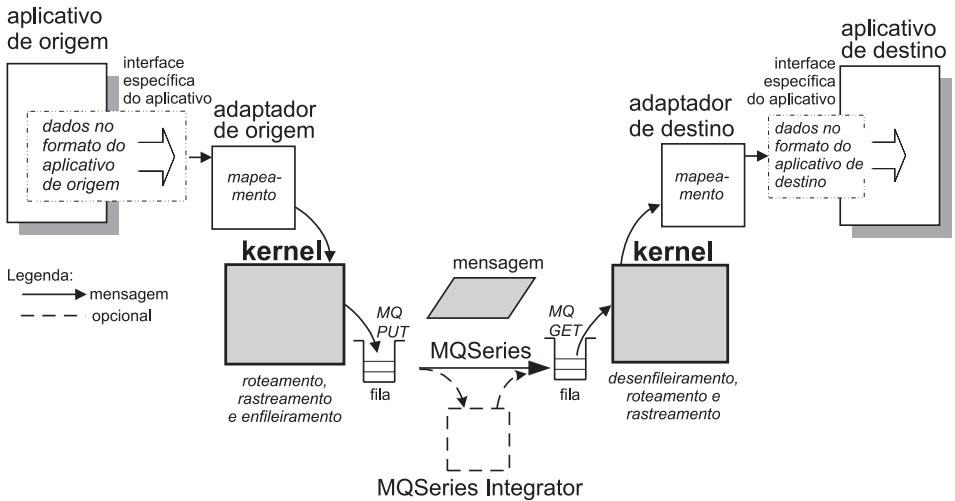 aplicativo
de origem
interface
específica
do aplicativo
dados no
formato do
aplicativo
de origem
adaptador
de origem
mapea-
mento
kernel
roteamento,
rastreamento
e enfileiramento
Legenda:
mensagem
opcional
MQ
PUT
fila
mensagem
MQSeries
MQSeries Integrator
MQ
GET
fila
kernel
desenfileiramento,
roteamento e
rastreamento
adaptador
de destino
mapea-
mento
interface
específica
do aplicativo
dados no
formato do
aplicativo de
destino
aplicativo
de destino